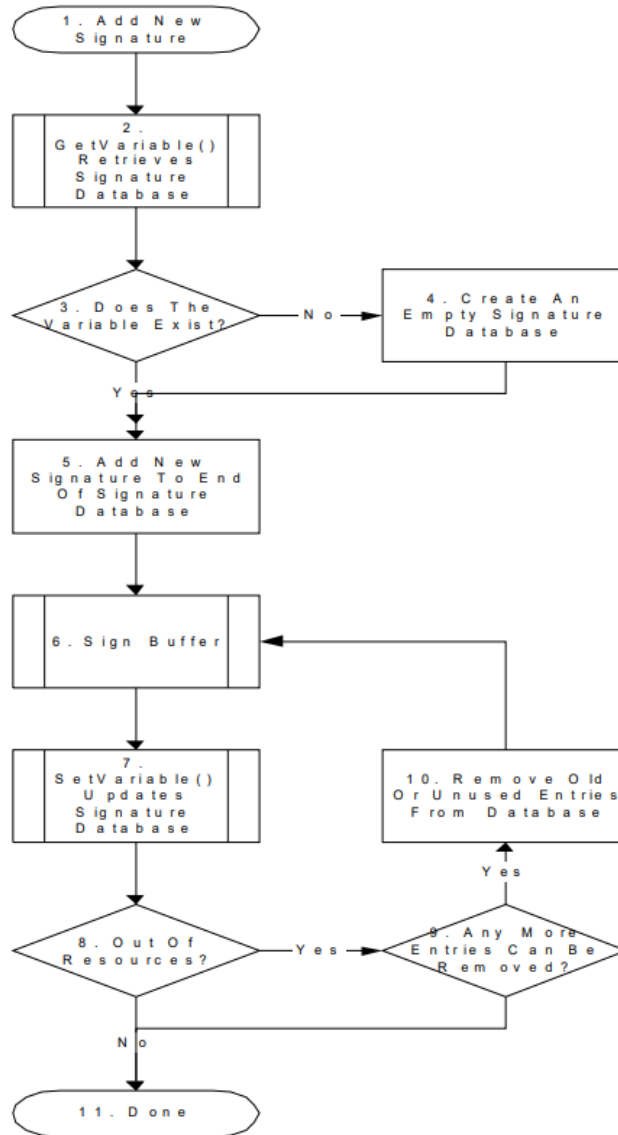 1. Add New
Signature
2.
GetVariable()
Retrieves
Signature
Database
3. Does The
Variable Exist?
No
4. Create An
Empty Signature
Database
Yes
5. Add New
Signature To End
Of Signature
Database
6. Sign Buffer
7.
SetVariable()
Updates
Signature
Database
10. Remove Old
Or Unused Entries
From Database
Yes
8. Out Of
Resources?
Yes
9. Any More
Entries Can Be
Removed?
No
11. Done